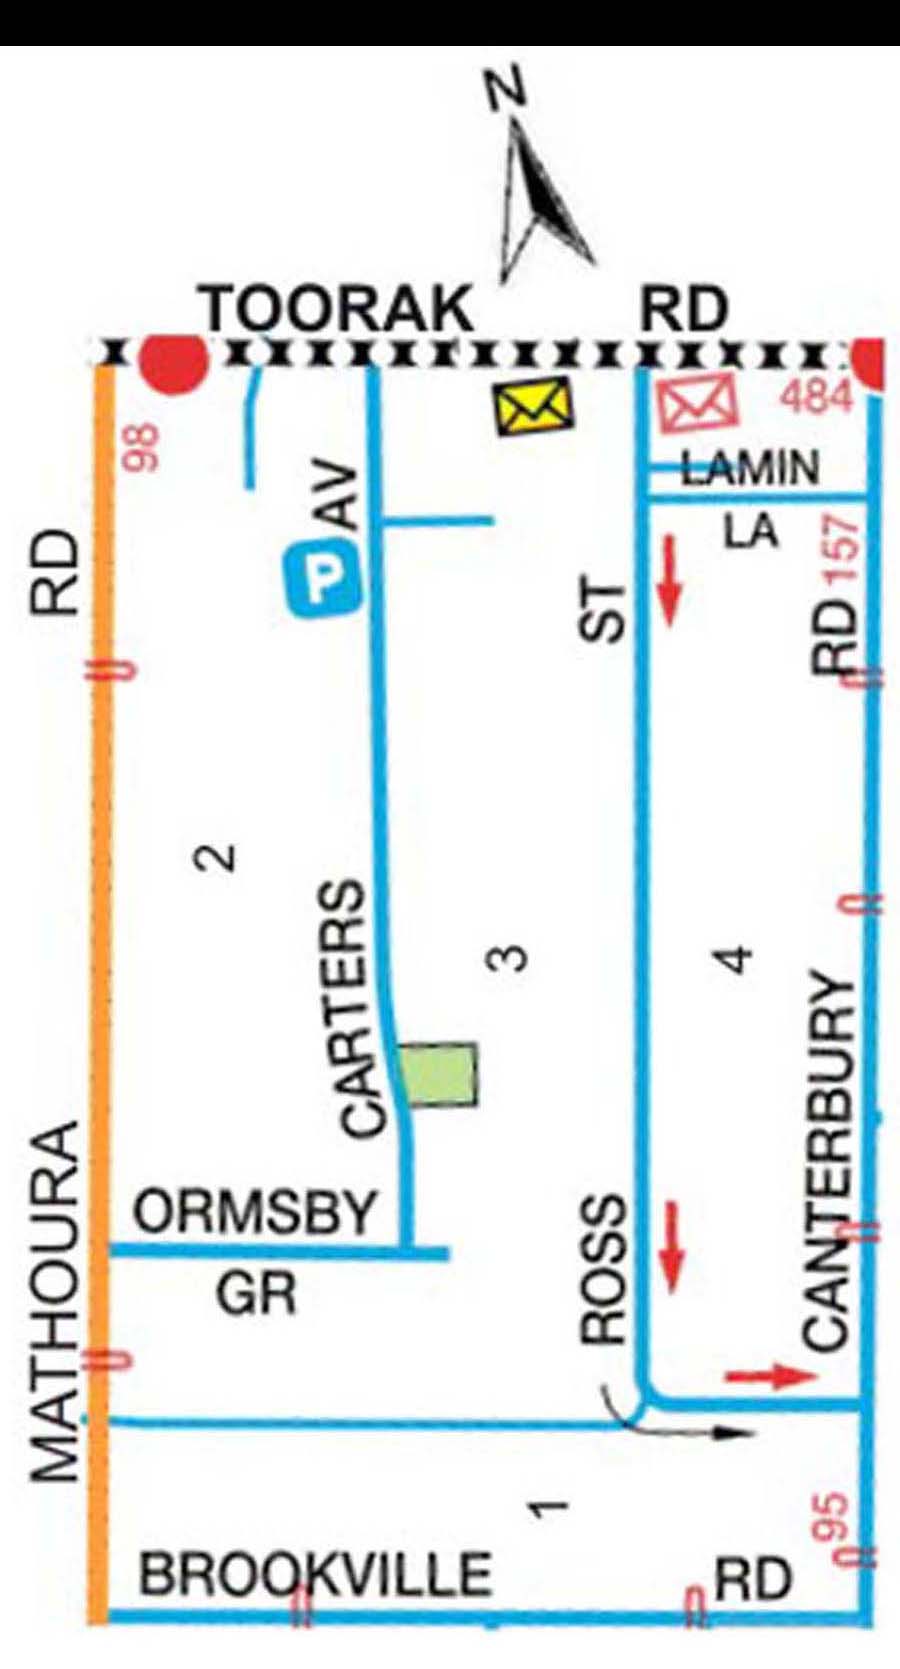 N
TOORAK RD
484
98
LAMIN
LA
AV
P
RD
ST
RD 157
2
CARTERS
3
4
CANTERBURY
MATHOURA
ORMSBY
GR
ROSS
1
95
BROOKVILLE RD